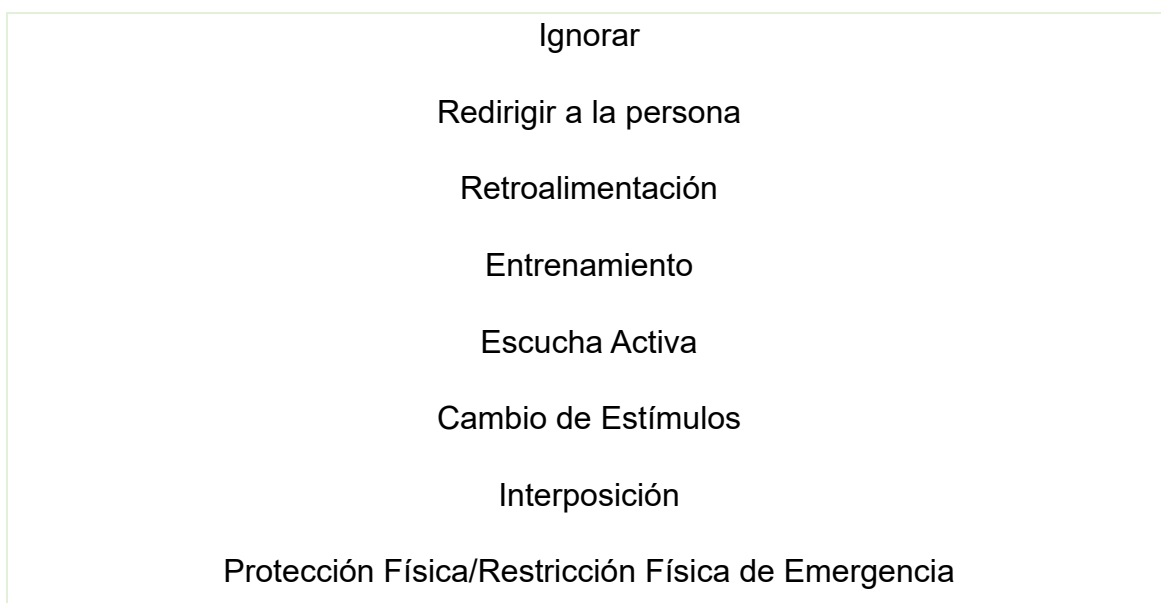 Ignorar
Redirigir a la persona
Retroalimentación
Entrenamiento
Escucha Activa
Cambio de Estímulos
Interposición
Protección Física/Restricción Física de Emergencia